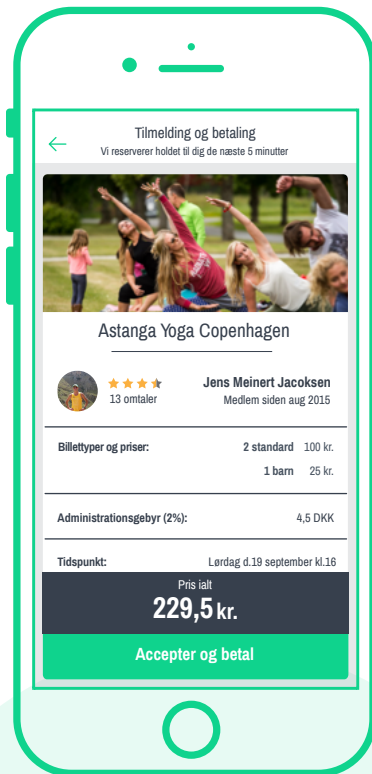 Tilmelding og betaling
Vi reserverer holdet til dig de næste 5 minutter
Astanga Yoga Copenhagen
Jens Meinert Jacoksen
13 omtaler
Medlem siden aug 2015
Billettyper og priser: 2 standard 100 kr.
1 barn 25 kr.
Administrationsgebyr (2%): 4,5 DKK
Tidspunkt: Lørdag d.19 september kl.16
Pris ialt
229,5 kr.
Accepter og betal